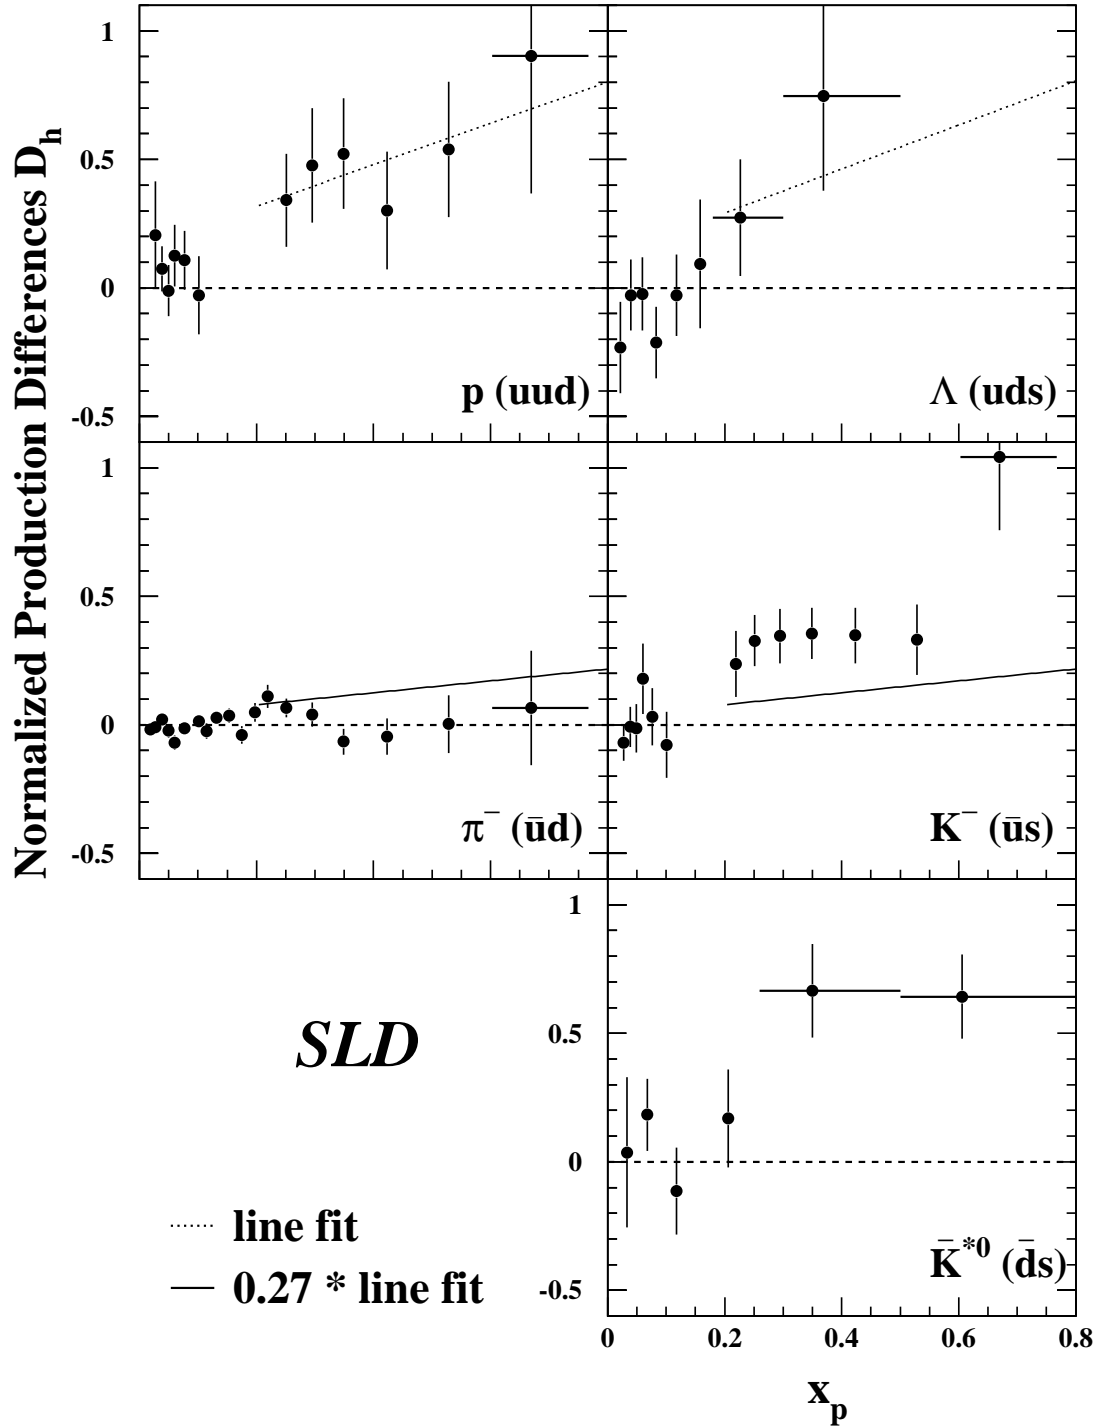 Normalized Production Differences D_h
1
0.5
0
-0.5
p (uud)
Λ (uds)
1
0.5
0
-0.5
π⁻ (ūd)
K⁻ (ūs)
1
0.5
0
-0.5
SLD
line fit
0.27 * line fit
K̄*⁰ (d̄s)
0 0.2 0.4 0.6 0.8
x_p